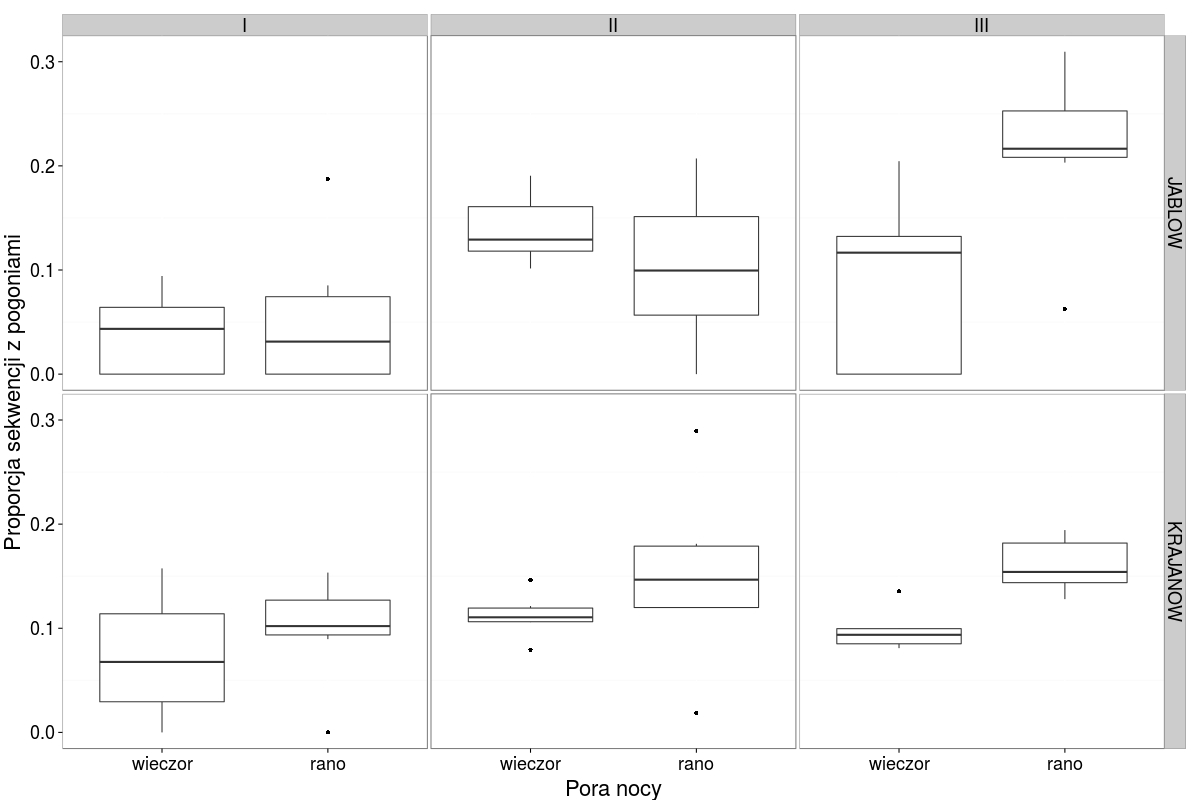 I II III
0.3
0.2
0.1
0.0
JABLOW
0.3
0.2
0.1
0.0
KRAJANOW
Proporcja sekwencji z pogoniami
wieczor rano wieczor rano wieczor rano
Pora nocy